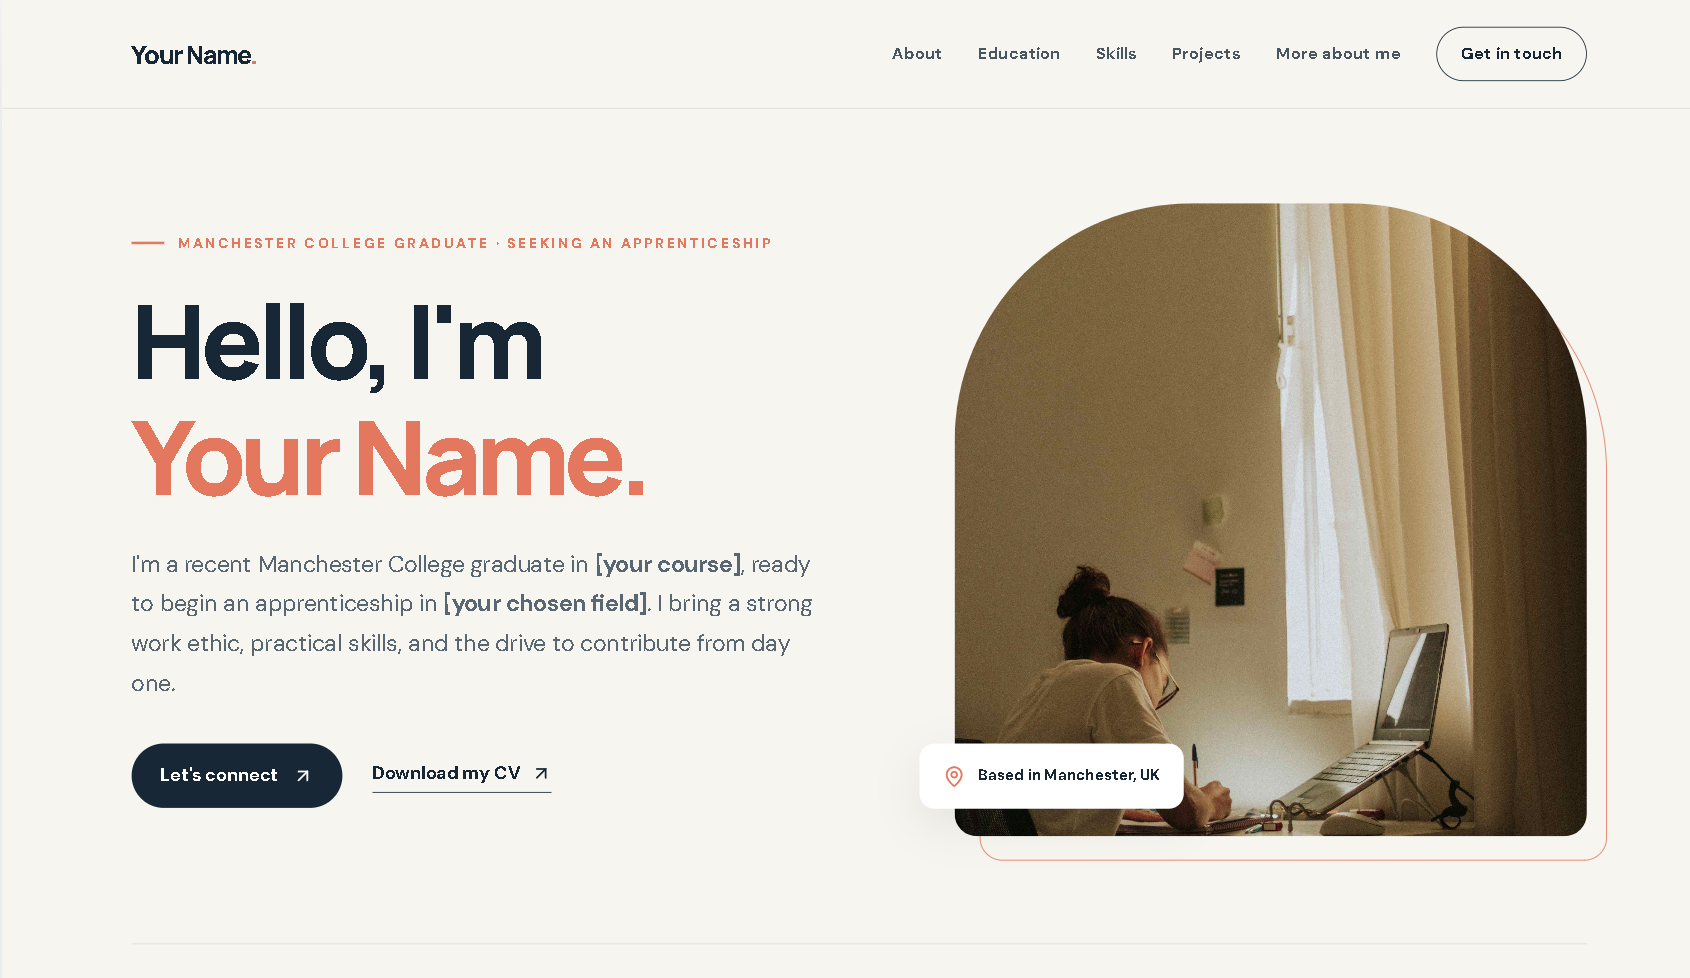 Your Name.
About
Education
Skills
Projects
More about me
Get in touch
MANCHESTER COLLEGE GRADUATE · SEEKING AN APPRENTICESHIP
Hello, I'm
Your Name.
I'm a recent Manchester College graduate in [your course], ready
to begin an apprenticeship in [your chosen field]. I bring a strong
work ethic, practical skills, and the drive to contribute from day
one.
Let's connect
Download my CV
Based in Manchester, UK